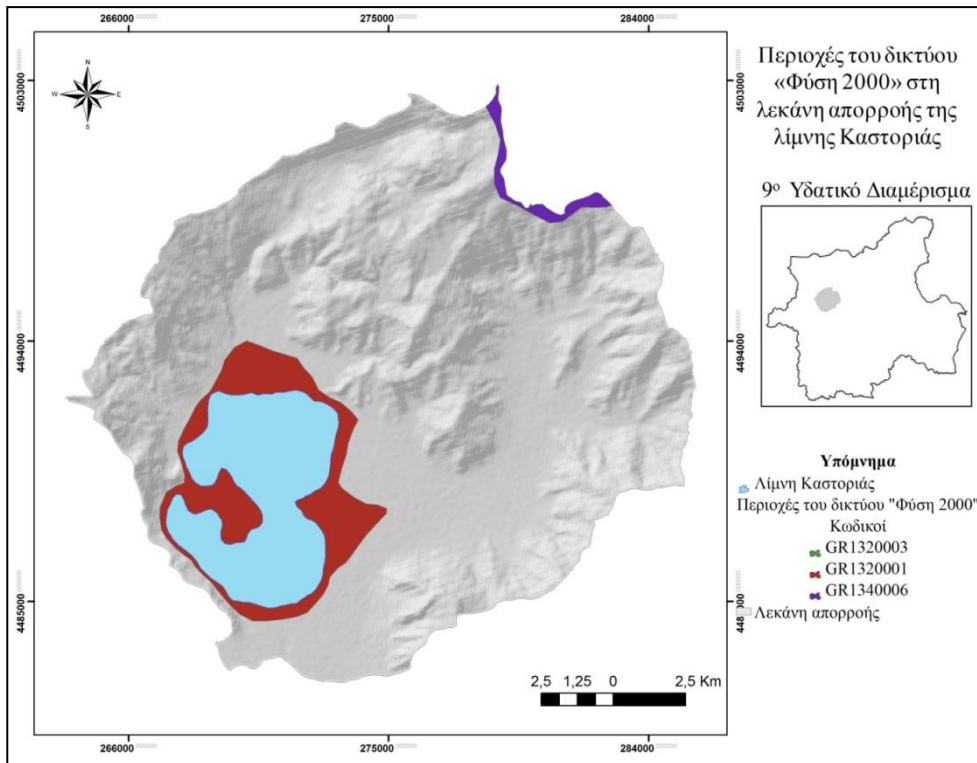 266000
275000
284000
4503000
4503000
N
W
E
S
Περιοχές του δικτύου
«Φύση 2000» στη
λεκάνη απορροής της
λίμνης Καστοριάς
9ο Υδατικό Διαμέρισμα
4494000
4494000
Υπόμνημα
Λίμνη Καστοριάς
Περιοχές του δικτύου "Φύση 2000"
Κωδικοί
GR1320003
GR1320001
GR1340006
Λεκάνη απορροής
4485000
2,5 1,25 0 2,5 Km
266000
275000
284000